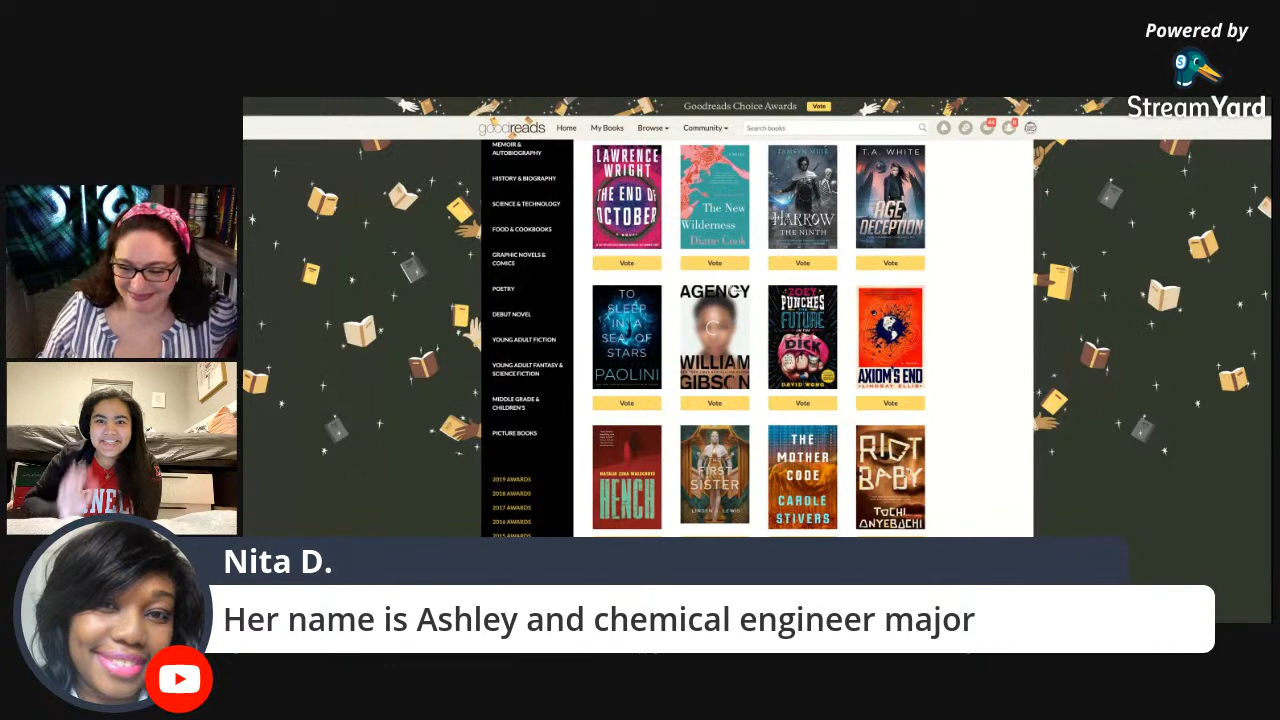 Powered by
StreamYard
Goodreads Choice Awards
Vote
goodreads
Home
My Books
Browse
Community
Search books
MEMOIR &
AUTOBIOGRAPHY
HISTORY & BIOGRAPHY
SCIENCE & TECHNOLOGY
FOOD & COOKBOOKS
GRAPHIC NOVELS &
COMICS
POETRY
DEBUT NOVEL
YOUNG ADULT FICTION
YOUNG ADULT FANTASY &
SCIENCE FICTION
MIDDLE GRADE &
CHILDREN'S
PICTURE BOOKS
2019 AWARDS
2018 AWARDS
2017 AWARDS
2016 AWARDS
2015 AWARDS
LAWRENCE
WRIGHT
THE END OF
OCTOBER
A NOVEL
The New
Wilderness
Diane Cook
TAMSYN MUIR
HARROW
THE NINTH
T.A. WHITE
AGE
OF
DECEPTION
Vote
Vote
Vote
Vote
TO
SLEEP
IN A
SEA OF
STARS
PAOLINI
AGENCY
WILLIAM
GIBSON
ZOEY
PUNCHES
THE
FUTURE
IN THE
DICK
DAVID WONG
AXIOM'S END
LINDSAY ELLIS
Vote
Vote
Vote
Vote
NATALIE ZINA WALSCHOTS
HENCH
THE
FIRST
SISTER
LINDEN A. LEWIS
THE
MOTHER
CODE
CAROLE
STIVERS
RIOT
BABY
TOCHI
ONYEBUCHI
Nita D.
Her name is Ashley and chemical engineer major